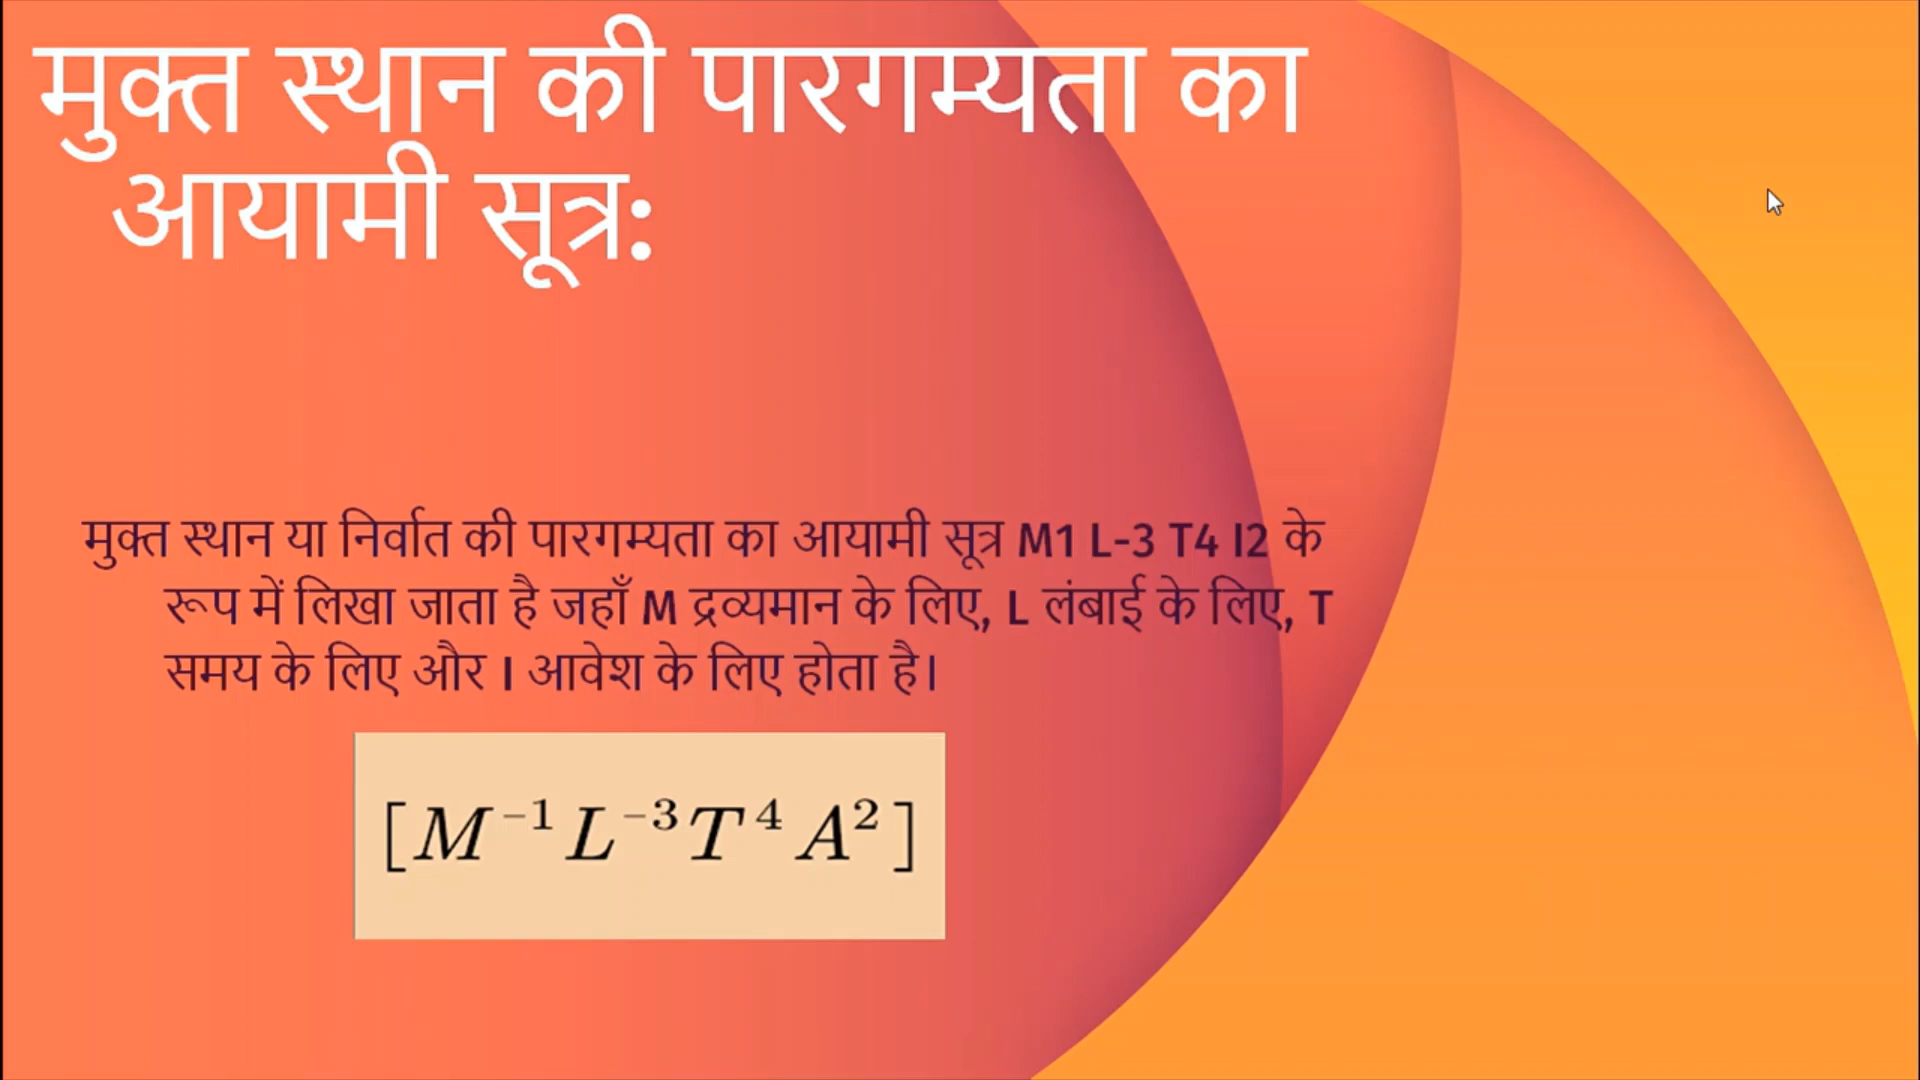 मुक्त स्थान की पारगम्यता का
आयामी सूत्र:
मुक्त स्थान या निर्वात की पारगम्यता का आयामी सूत्र M1 L-3 T4 I2 के
रूप में लिखा जाता है जहाँ M द्रव्यमान के लिए, L लंबाई के लिए, T
समय के लिए और I आवेश के लिए होता है।
[M⁻¹L⁻³T⁴A²]